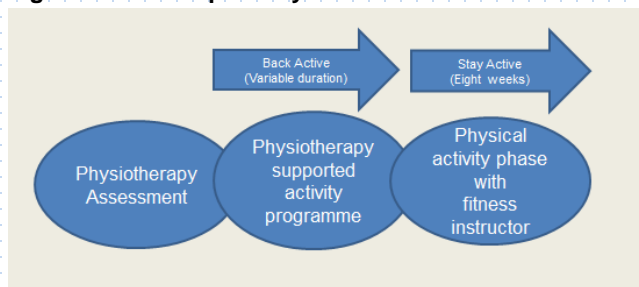 Back Active
(Variable duration)
Stay Active
(Eight weeks)
Physiotherapy
Assessment
Physiotherapy
supported
activity
programme
Physical
activity phase
with
fitness
instructor